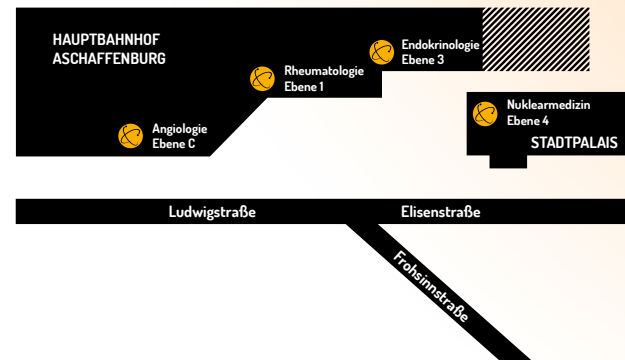 HAUPTBAHNHOF
ASCHAFFENBURG
Endokrinologie
Ebene 3
Rheumatologie
Ebene 1
Angiologie
Ebene C
Nuklearmedizin
Ebene 4
STADTPALAIS
Ludwigstraße
Elisenstraße
Frohsinnstraße